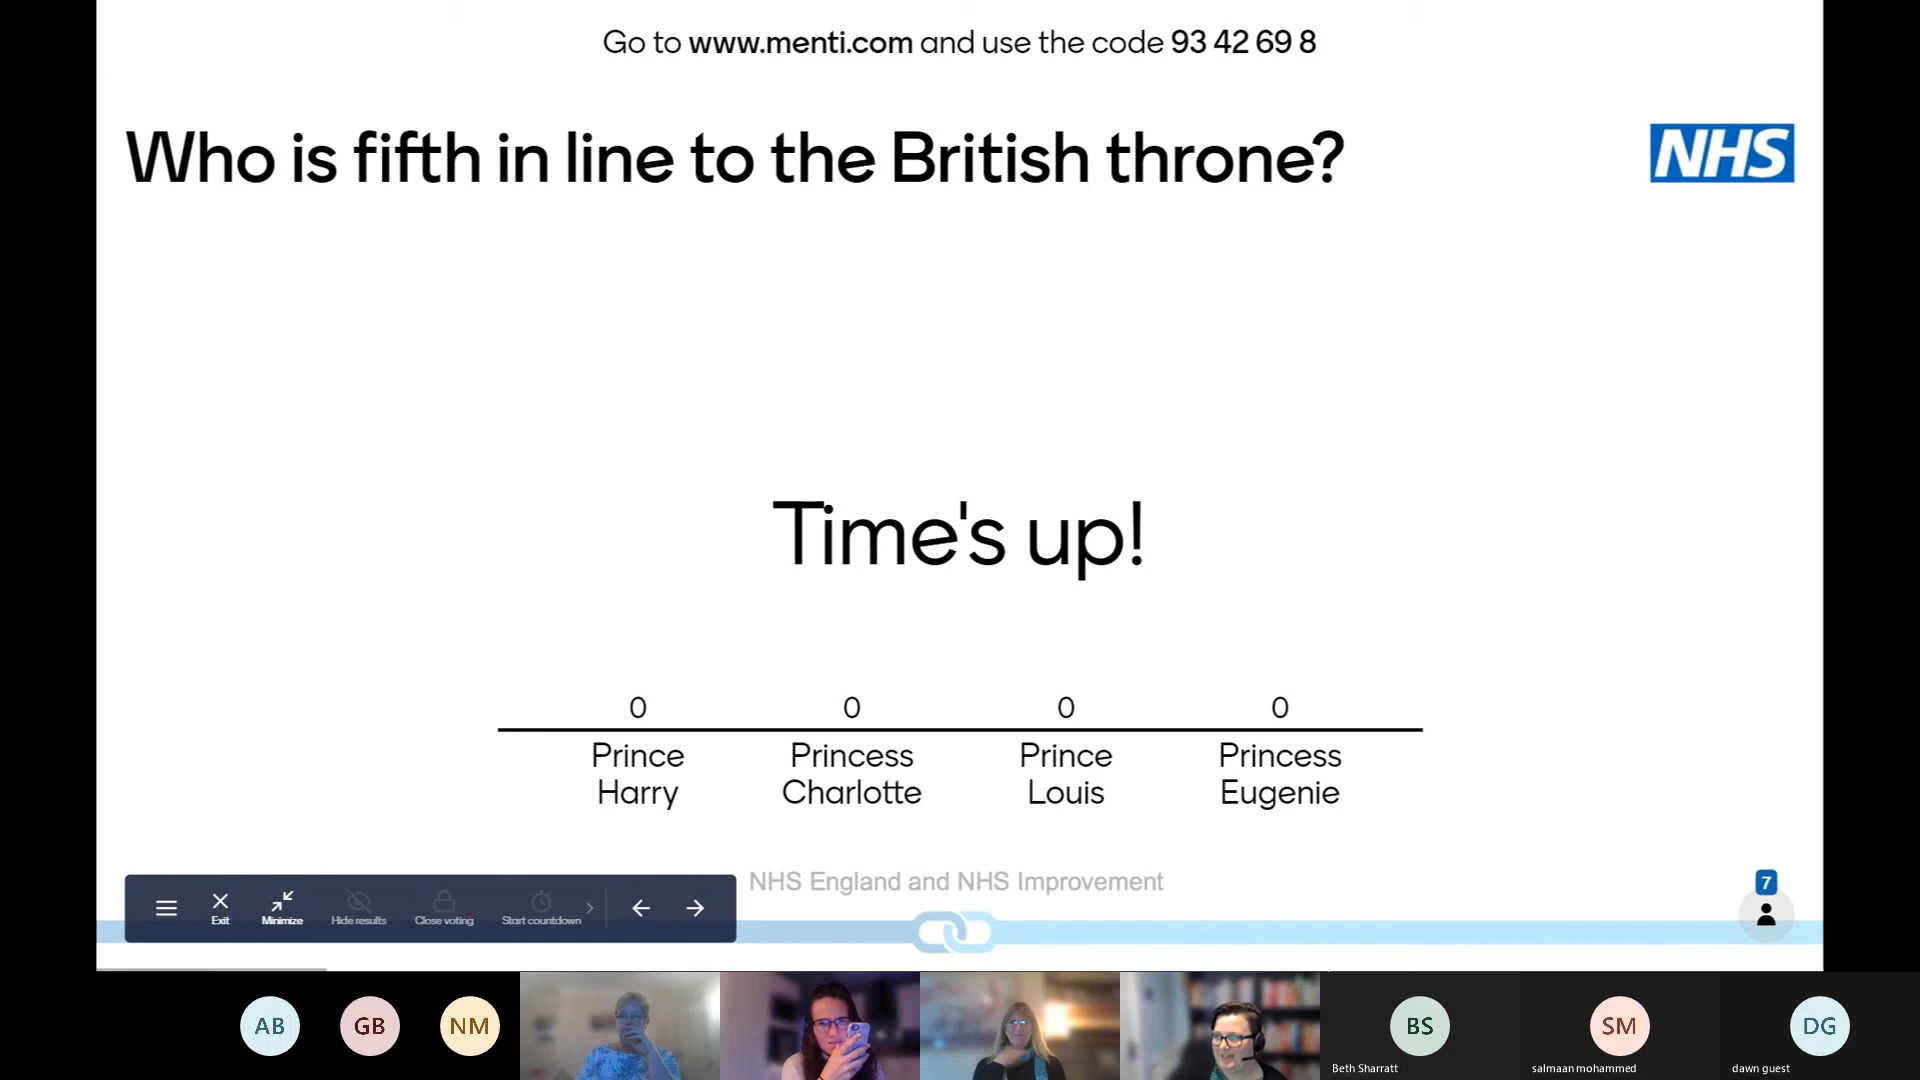 Go to www.menti.com and use the code 93 42 69 8
Who is fifth in line to the British throne?
NHS
Time's up!
0 0 0 0
Prince Princess Prince Princess
Harry Charlotte Louis Eugenie
NHS England and NHS Improvement
7
Exit Minimize Hide results Close voting Start countdown
AB GB NM BS SM DG
Beth Sharratt salmaan mohammed dawn guest